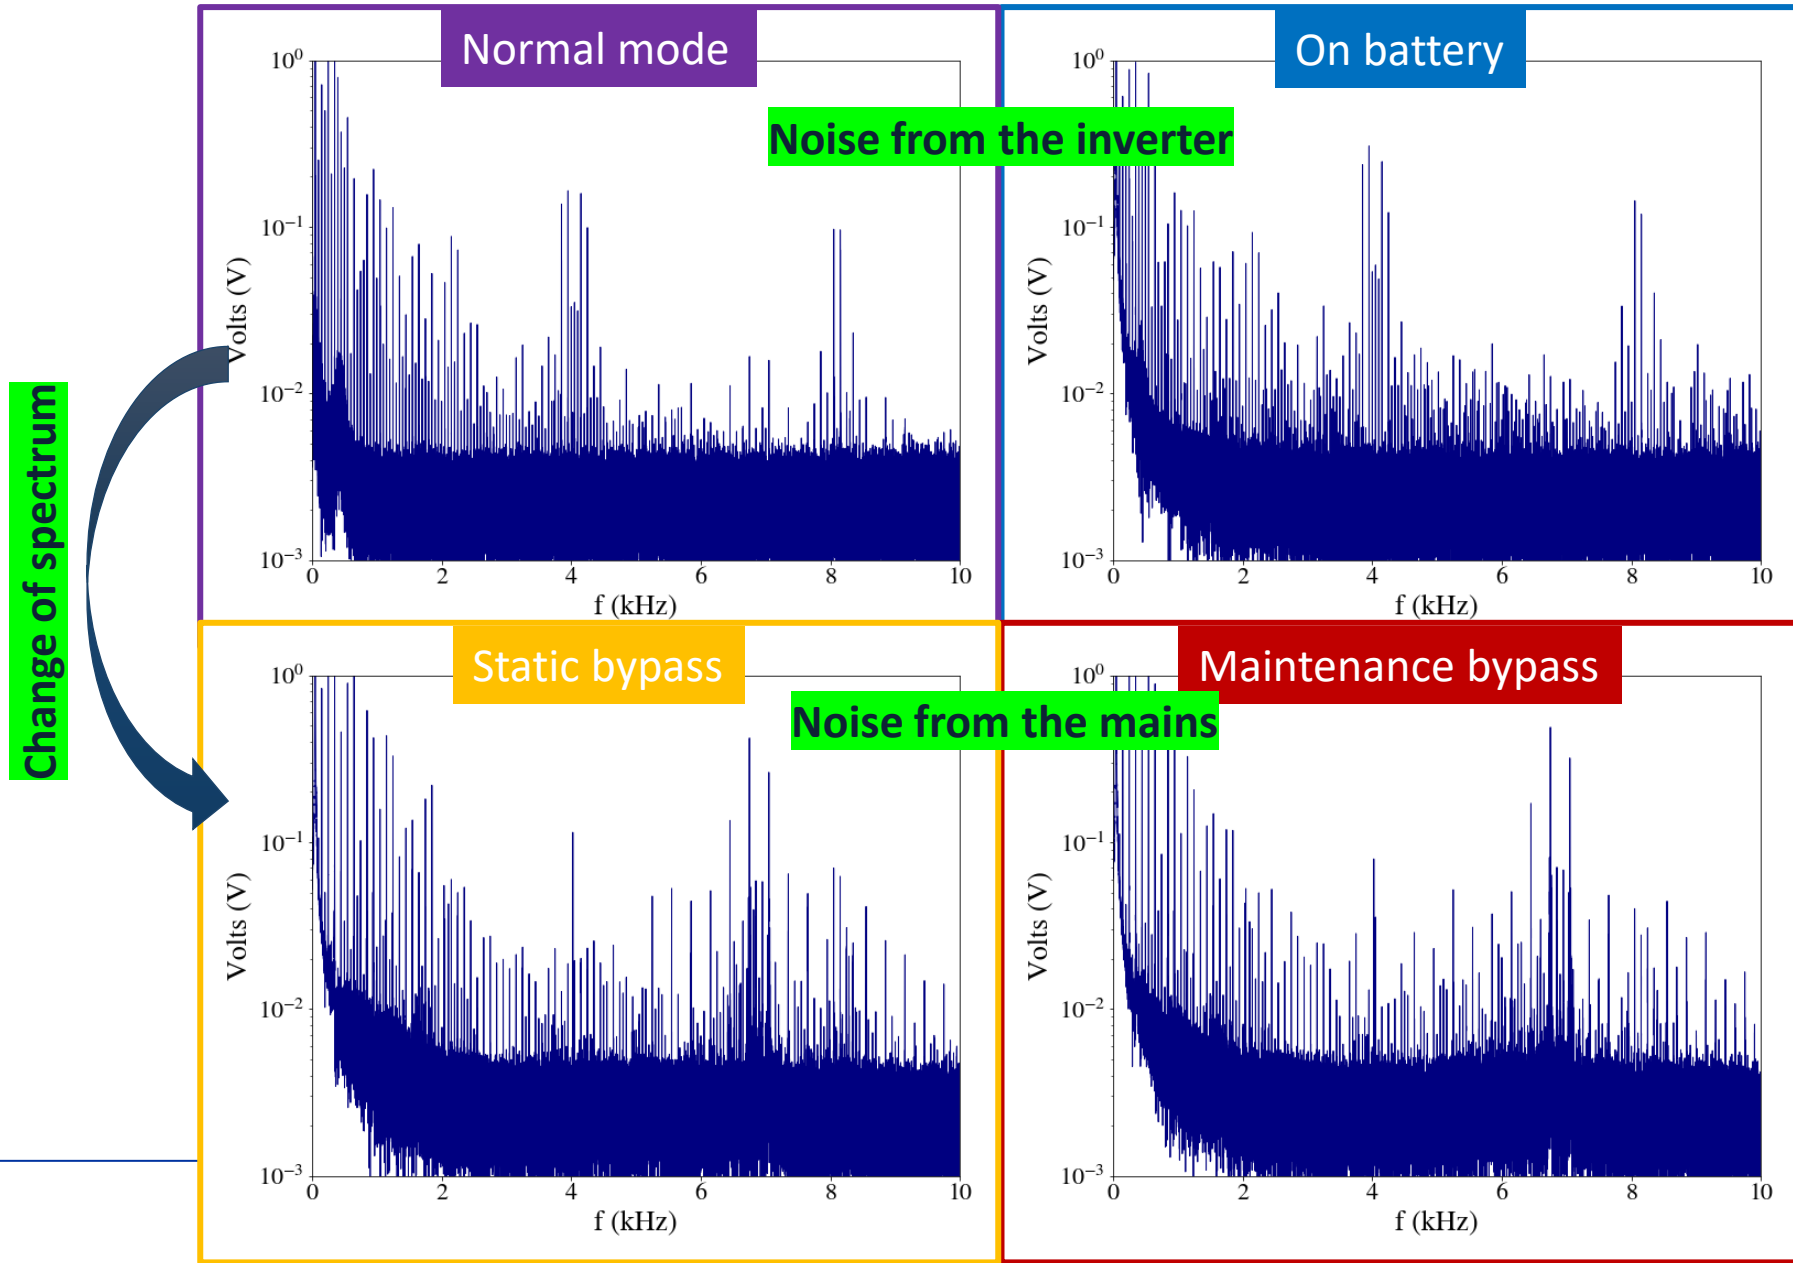 Normal mode
On battery
Noise from the inverter
10⁰
10⁻¹
10⁻²
10⁻³
Volts (V)
0 2 4 6 8 10
f (kHz)
10⁰
10⁻¹
10⁻²
10⁻³
Volts (V)
0 2 4 6 8 10
f (kHz)
Change of spectrum
Static bypass
Maintenance bypass
Noise from the mains
10⁰
10⁻¹
10⁻²
10⁻³
Volts (V)
0 2 4 6 8 10
f (kHz)
10⁰
10⁻¹
10⁻²
10⁻³
Volts (V)
0 2 4 6 8 10
f (kHz)